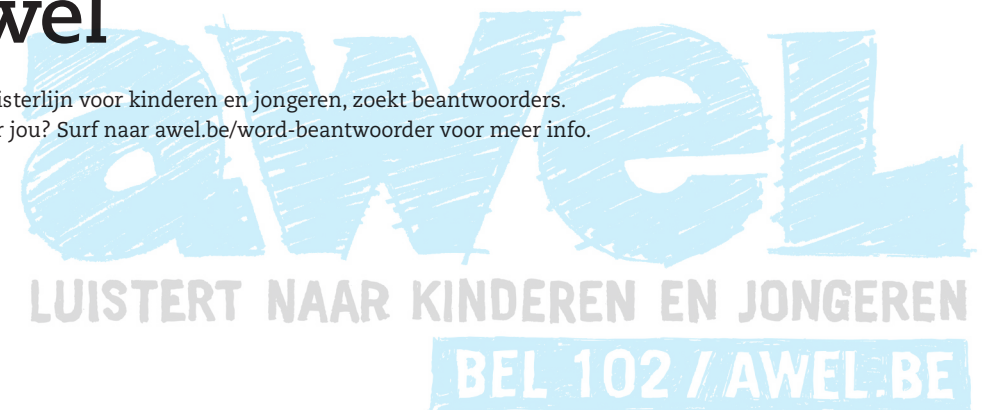 wel
awel
isterlijn voor kinderen en jongeren, zoekt beantwoorders.
r jou? Surf naar awel.be/word-beantwoorder voor meer info.
LUISTERT NAAR KINDEREN EN JONGEREN
BEL 102 / AWEL.BE